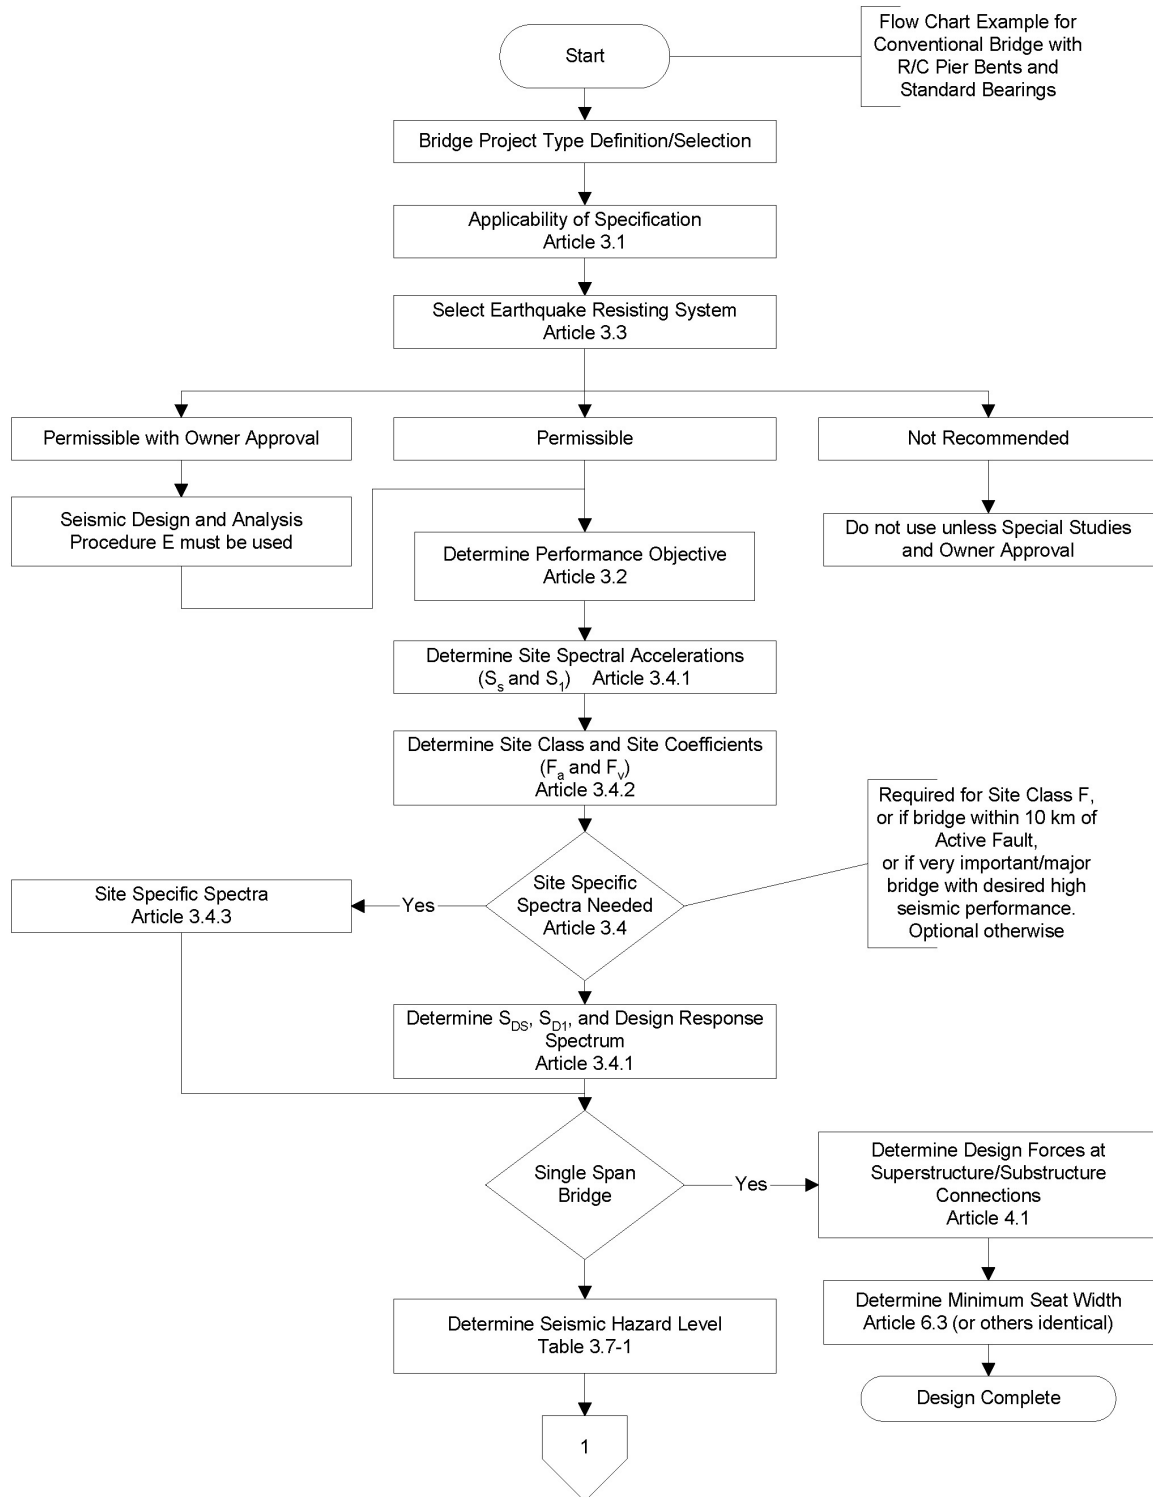 Start
Flow Chart Example for
Conventional Bridge with
R/C Pier Bents and
Standard Bearings
Bridge Project Type Definition/Selection
Applicability of Specification
Article 3.1
Select Earthquake Resisting System
Article 3.3
Permissible with Owner Approval
Permissible
Not Recommended
Seismic Design and Analysis
Procedure E must be used
Do not use unless Special Studies
and Owner Approval
Determine Performance Objective
Article 3.2
Determine Site Spectral Accelerations
(Ss and S1) Article 3.4.1
Determine Site Class and Site Coefficients
(Fa and Fv)
Article 3.4.2
Required for Site Class F,
or if bridge within 10 km of
Active Fault,
or if very important/major
bridge with desired high
seismic performance.
Optional otherwise
Site Specific
Spectra Needed
Article 3.4
Yes
Site Specific Spectra
Article 3.4.3
Determine SDS, SD1, and Design Response
Spectrum
Article 3.4.1
Single Span
Bridge
Yes
Determine Design Forces at
Superstructure/Substructure
Connections
Article 4.1
Determine Minimum Seat Width
Article 6.3 (or others identical)
Design Complete
Determine Seismic Hazard Level
Table 3.7-1
1